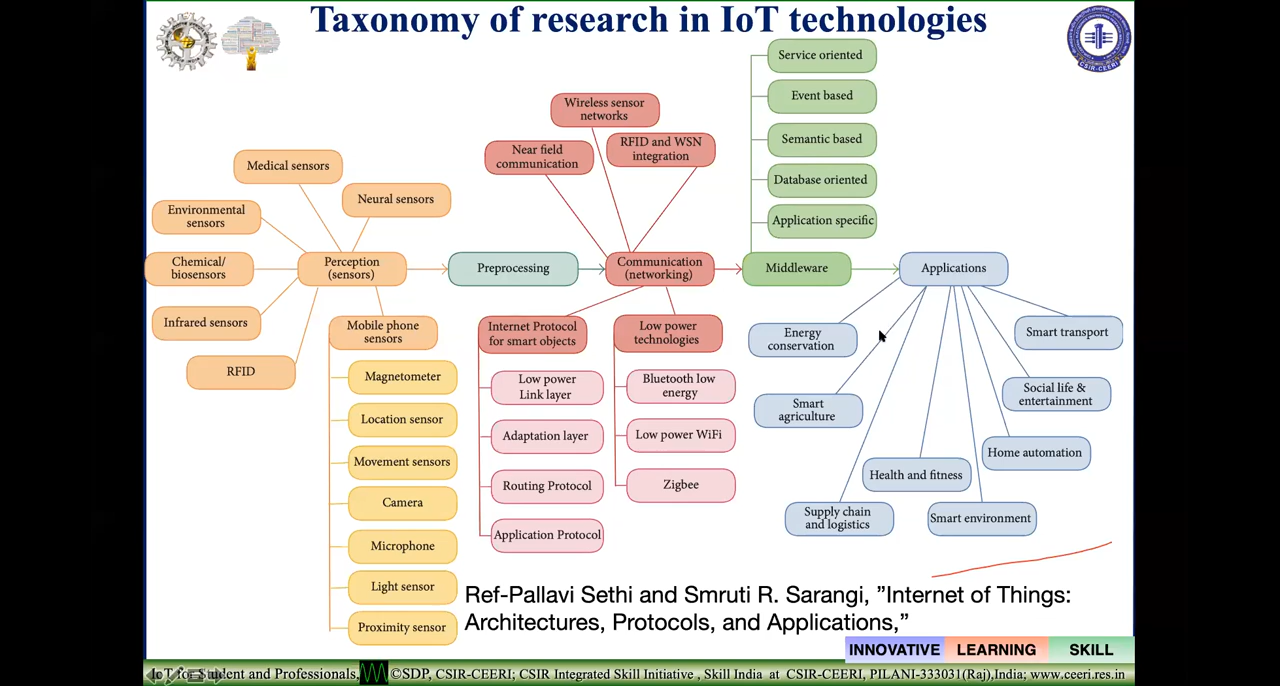 Taxonomy of research in IoT technologies
CSIR-CEERI
Service oriented
Event based
Semantic based
Database oriented
Application specific
Wireless sensor
networks
Near field
communication
RFID and WSN
integration
Medical sensors
Neural sensors
Environmental
sensors
Chemical/
biosensors
Infrared sensors
RFID
Perception
(sensors)
Preprocessing
Communication
(networking)
Middleware
Applications
Mobile phone
sensors
Magnetometer
Location sensor
Movement sensors
Camera
Microphone
Light sensor
Proximity sensor
Internet Protocol
for smart objects
Low power
Link layer
Adaptation layer
Routing Protocol
Application Protocol
Low power
technologies
Bluetooth low
energy
Low power WiFi
Zigbee
Energy
conservation
Smart
agriculture
Supply chain
and logistics
Health and fitness
Smart environment
Home automation
Social life &
entertainment
Smart transport
Ref-Pallavi Sethi and Smruti R. Sarangi, ”Internet of Things:
Architectures, Protocols, and Applications,”
INNOVATIVE LEARNING SKILL
IoT for Student and Professionals, ©SDP, CSIR-CEERI; CSIR Integrated Skill Initiative , Skill India at CSIR-CEERI, PILANI-333031(Raj),India; www.ceeri.res.in